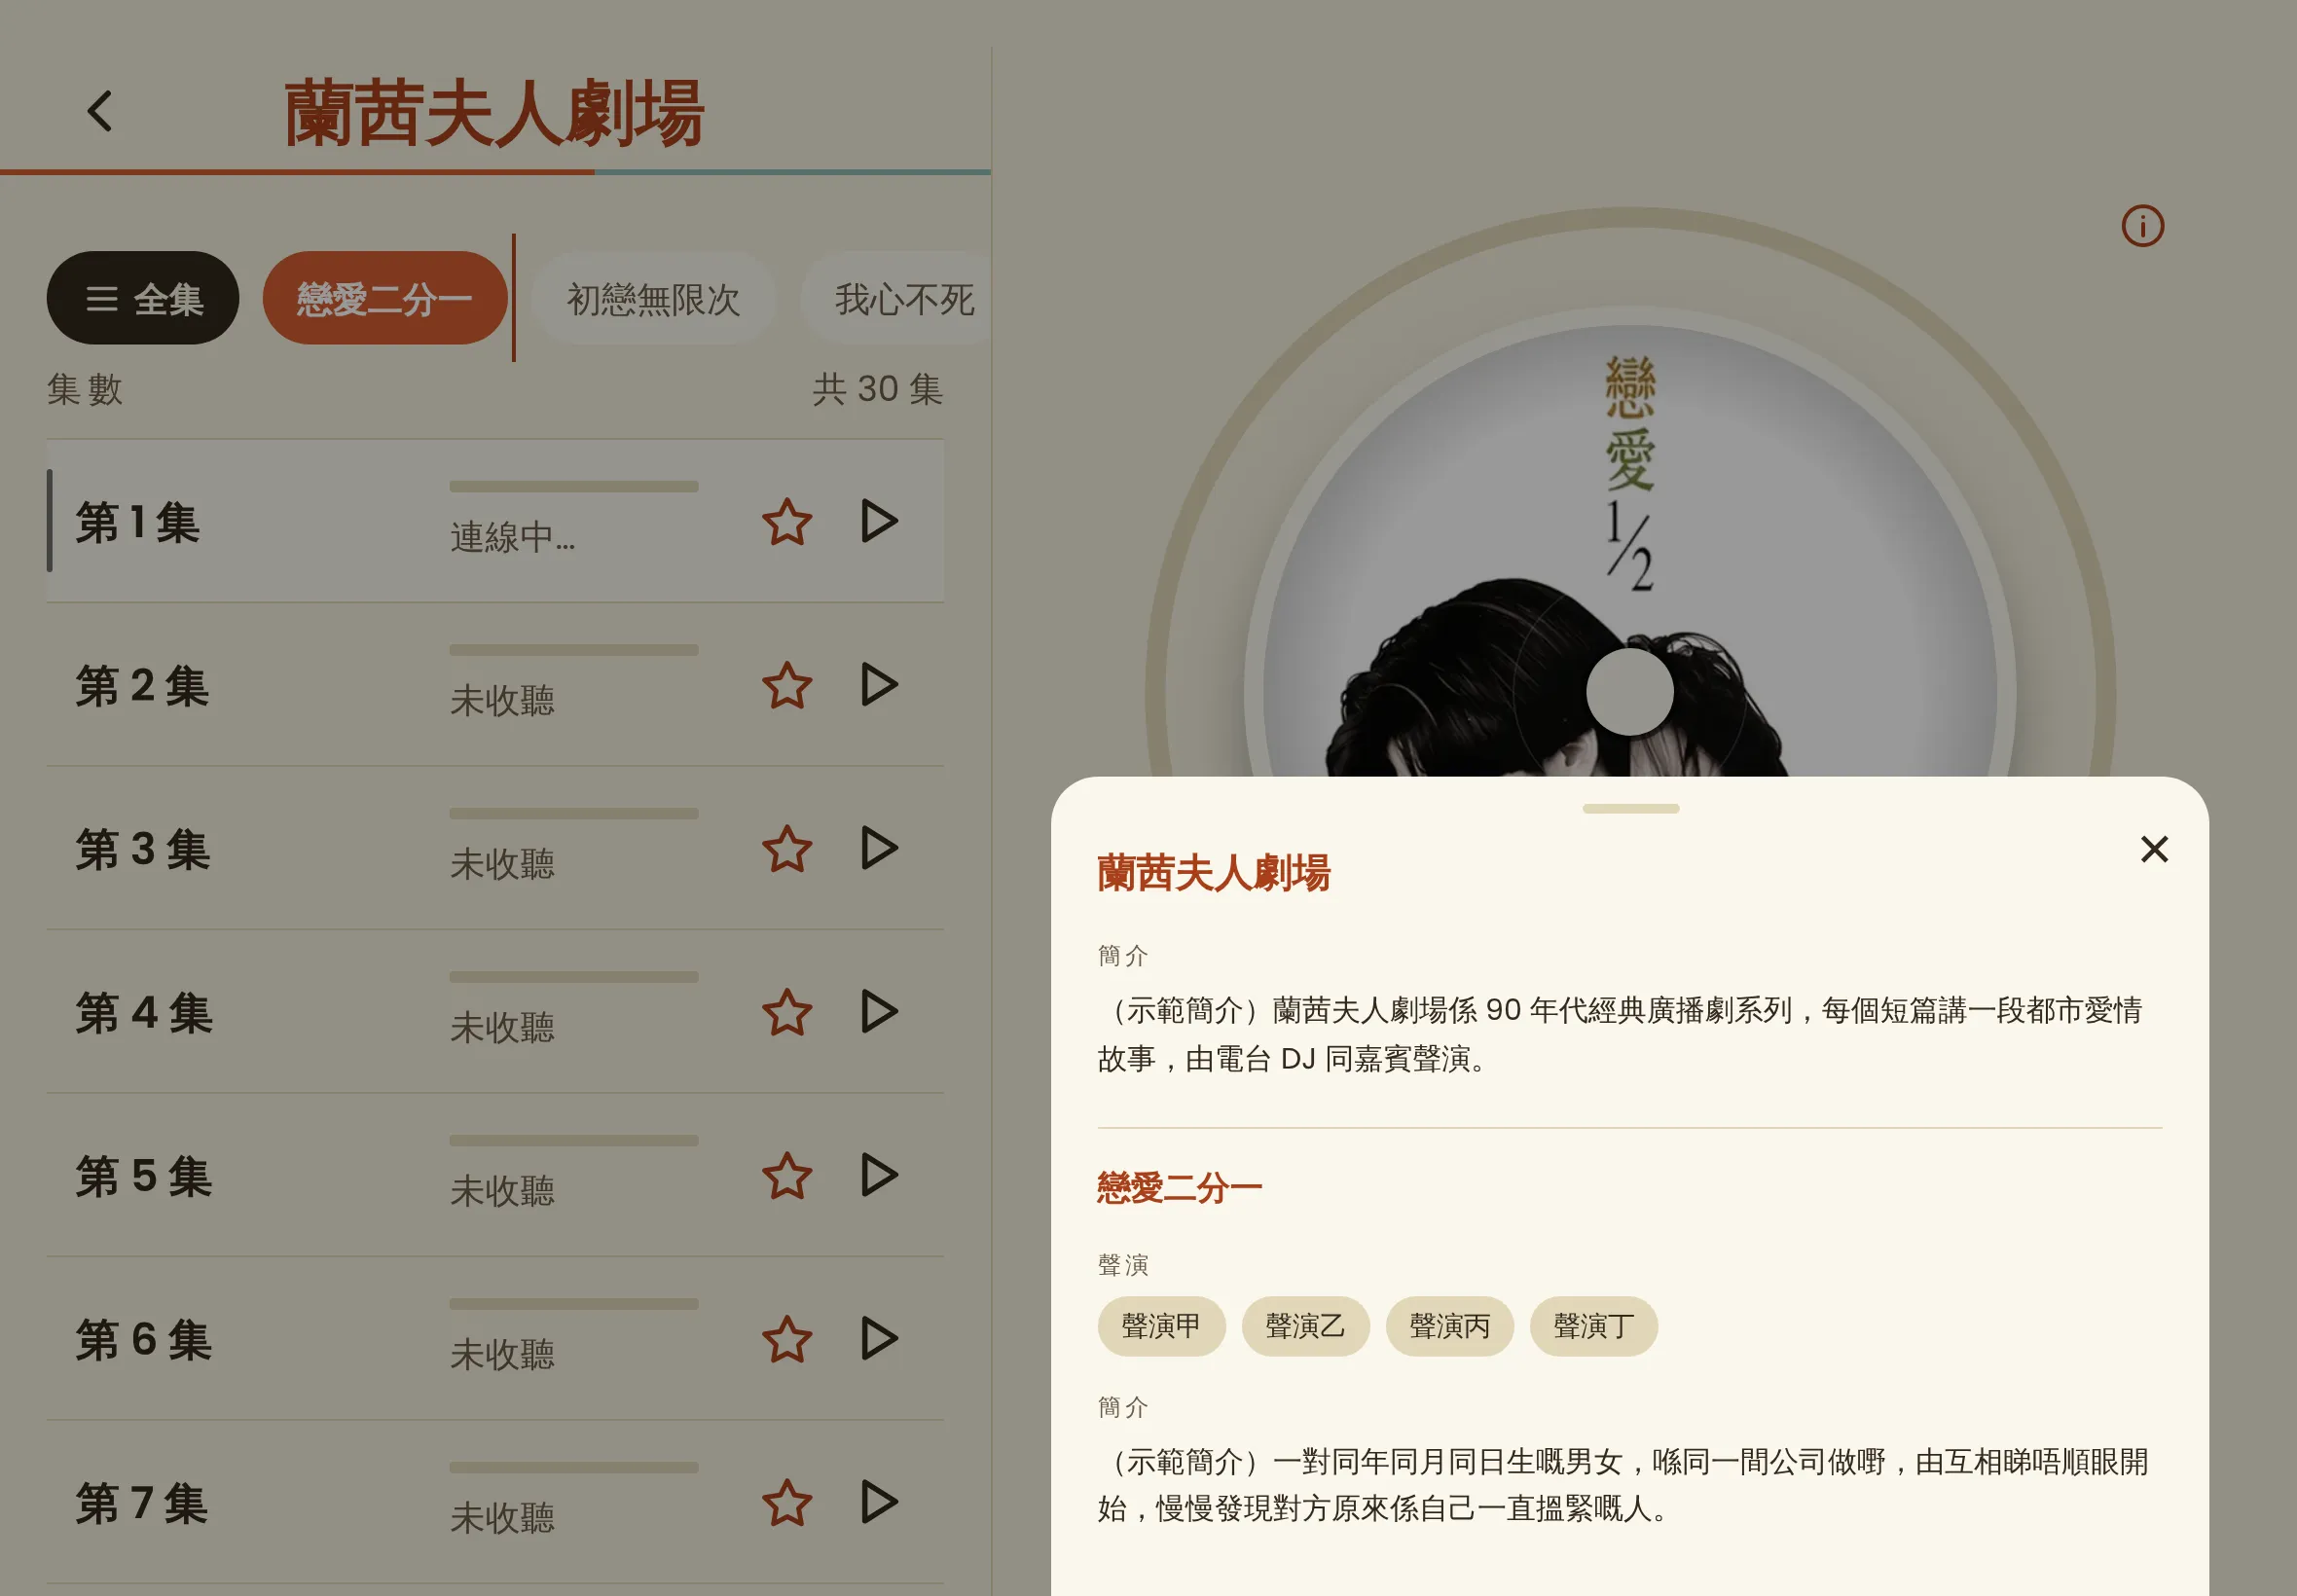 蘭茜夫人劇場
全集
戀愛二分一
初戀無限次
我心不死
集數
共 30 集
第 1 集
連線中...
第 2 集
未收聽
第 3 集
未收聽
第 4 集
未收聽
第 5 集
未收聽
第 6 集
未收聽
第 7 集
未收聽
戀愛1/2
蘭茜夫人劇場
簡介
（示範簡介）蘭茜夫人劇場係 90 年代經典廣播劇系列，每個短篇講一段都市愛情
故事，由電台 DJ 同嘉賓聲演。
戀愛二分一
聲演
聲演甲
聲演乙
聲演丙
聲演丁
簡介
（示範簡介）一對同年同月同日生嘅男女，喺同一間公司做嘢，由互相睇唔順眼開
始，慢慢發現對方原來係自己一直搵緊嘅人。